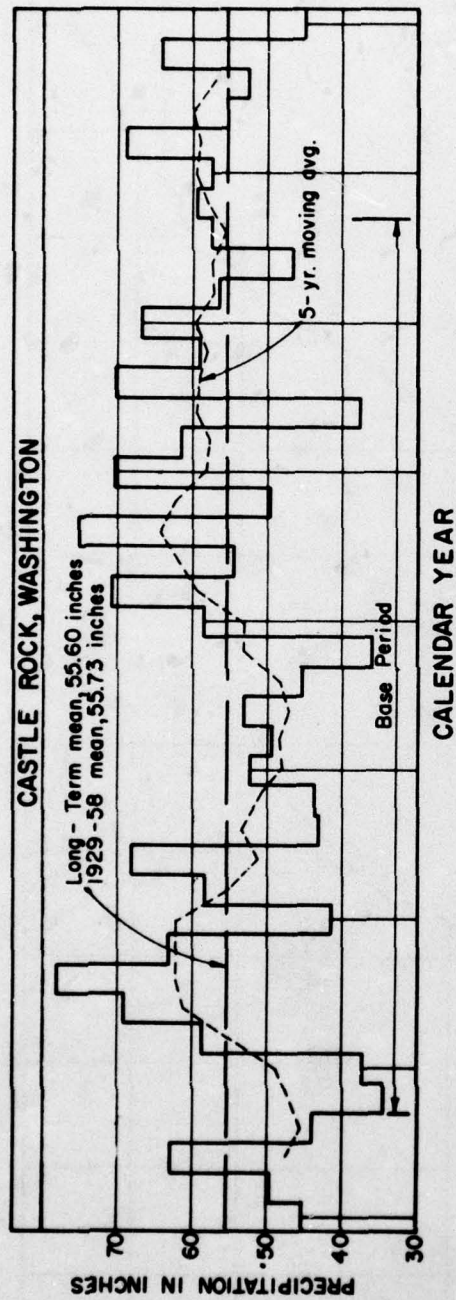 CASTLE ROCK, WASHINGTON
Long-Term mean, 55.60 inches
1929-58 mean, 55.73 inches
5-yr. moving avg.
Base Period
PRECIPITATION IN INCHES
70
60
50
40
30
CALENDAR YEAR